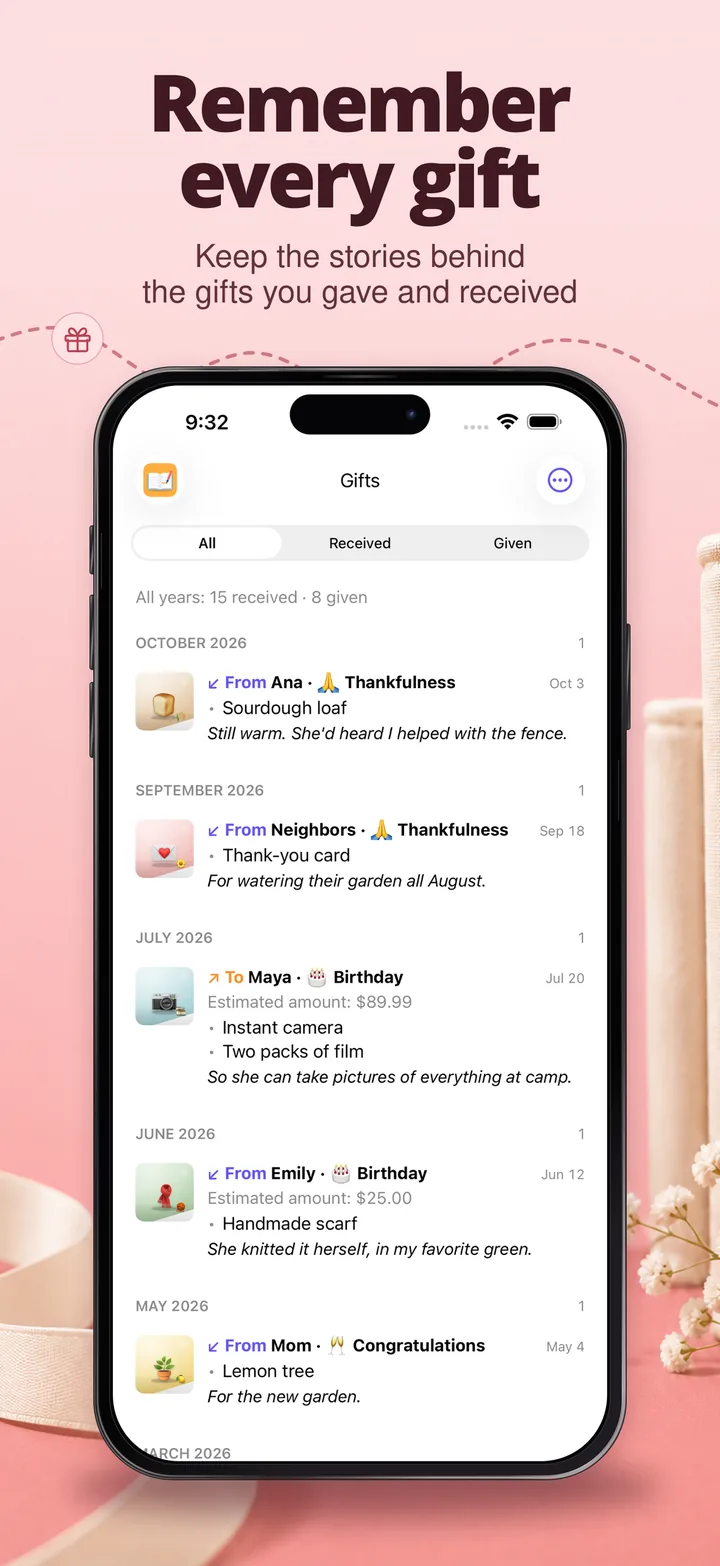 Remember
every gift
Keep the stories behind
the gifts you gave and received
9:32
Gifts
All Received Given
All years: 15 received · 8 given
OCTOBER 2026 1
↙ From Ana · 🙏 Thankfulness Oct 3
• Sourdough loaf
Still warm. She'd heard I helped with the fence.
SEPTEMBER 2026 1
↙ From Neighbors · 🙏 Thankfulness Sep 18
• Thank-you card
For watering their garden all August.
JULY 2026 1
↗ To Maya · 🎂 Birthday Jul 20
Estimated amount: $89.99
• Instant camera
• Two packs of film
So she can take pictures of everything at camp.
JUNE 2026 1
↙ From Emily · 🎂 Birthday Jun 12
Estimated amount: $25.00
• Handmade scarf
She knitted it herself, in my favorite green.
MAY 2026 1
↙ From Mom · 🥂 Congratulations May 4
• Lemon tree
For the new garden.
MARCH 2026